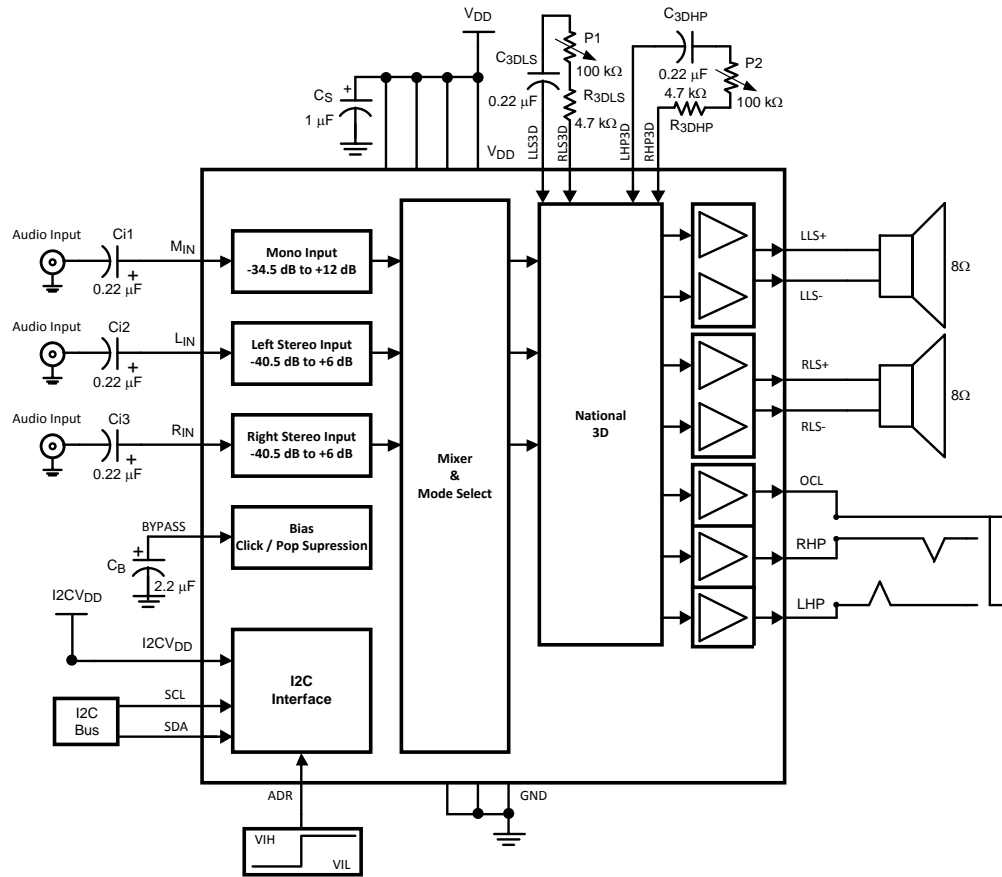 VDD
C3DLS
0.22 µF
P1
100 kΩ
R3DLS
4.7 kΩ
C3DHP
0.22 µF
4.7 kΩ
P2
100 kΩ
R3DHP
CS
1 µF
VDD
LLS3D
RLS3D
LHP3D
RHP3D
Audio Input
Ci1
+
0.22 µF
MIN
Mono Input
-34.5 dB to +12 dB
Audio Input
Ci2
+
0.22 µF
LIN
Left Stereo Input
-40.5 dB to +6 dB
Audio Input
Ci3
+
0.22 µF
RIN
Right Stereo Input
-40.5 dB to +6 dB
BYPASS
+
CB
2.2 µF
Bias
Click / Pop Supression
I2CVDD
I2CVDD
I2C
Bus
SCL
SDA
I2C
Interface
ADR
VIH
VIL
GND
Mixer
&
Mode Select
National
3D
LLS+
LLS-
8Ω
RLS+
RLS-
8Ω
OCL
RHP
LHP
+